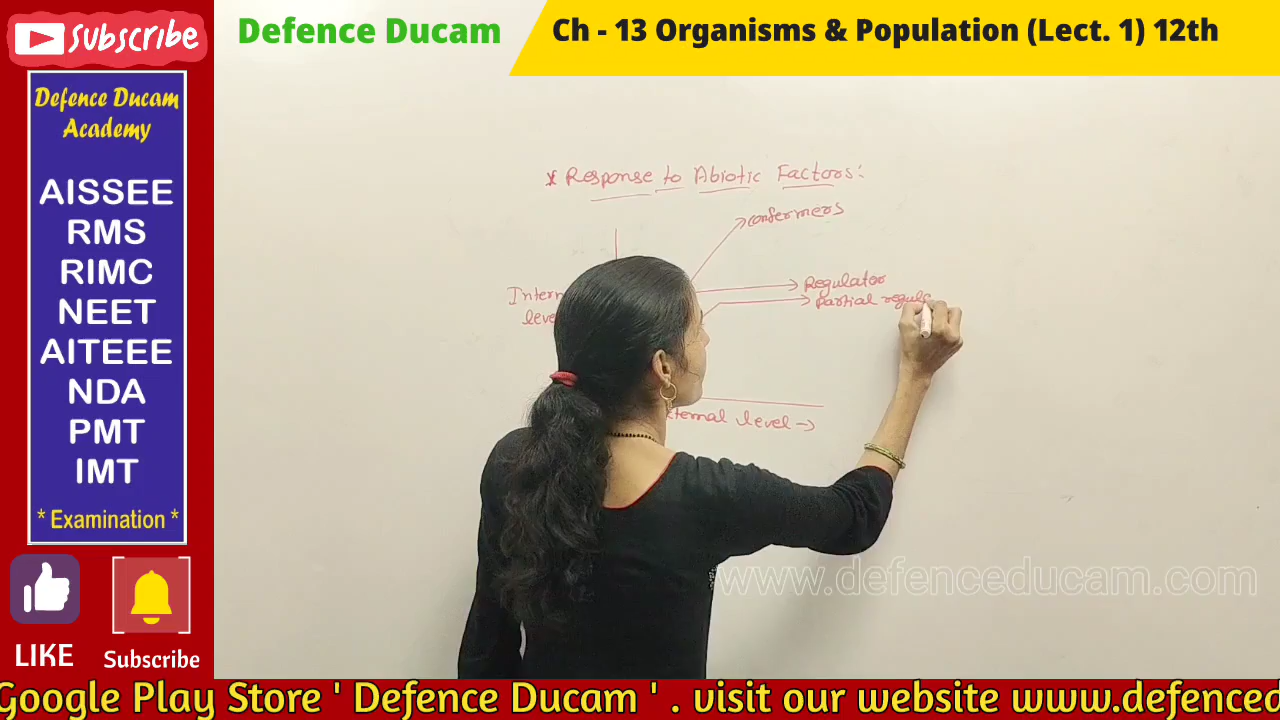 Subscribe
Defence Ducam
Ch - 13 Organisms & Population (Lect. 1) 12th
Defence Ducam
Academy
AISSEE
RMS
RIMC
NEET
AITEEE
NDA
PMT
IMT
* Examination *
LIKE
Subscribe
* Response to Abiotic Factors:
confermers
Regulator
Partial
level →
www.defenceducam.com
Google Play Store ' Defence Ducam ' . visit our website www.defenced